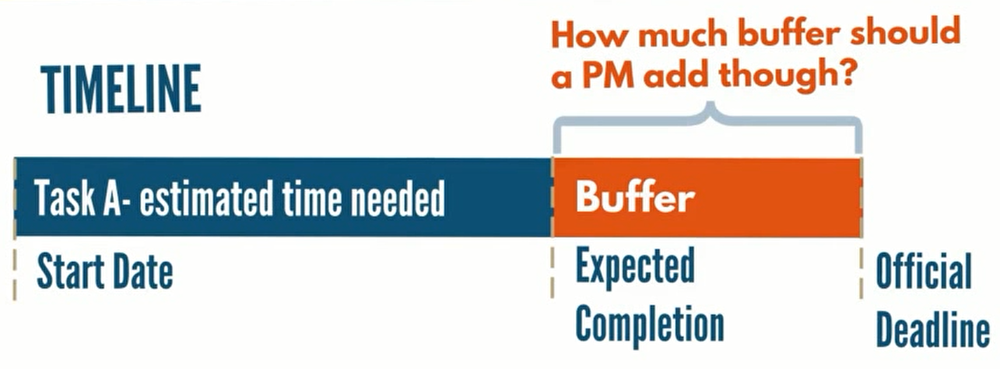 How much buffer should
a PM add though?
TIMELINE
Task A- estimated time needed
Buffer
Start Date
Expected
Completion
Official
Deadline